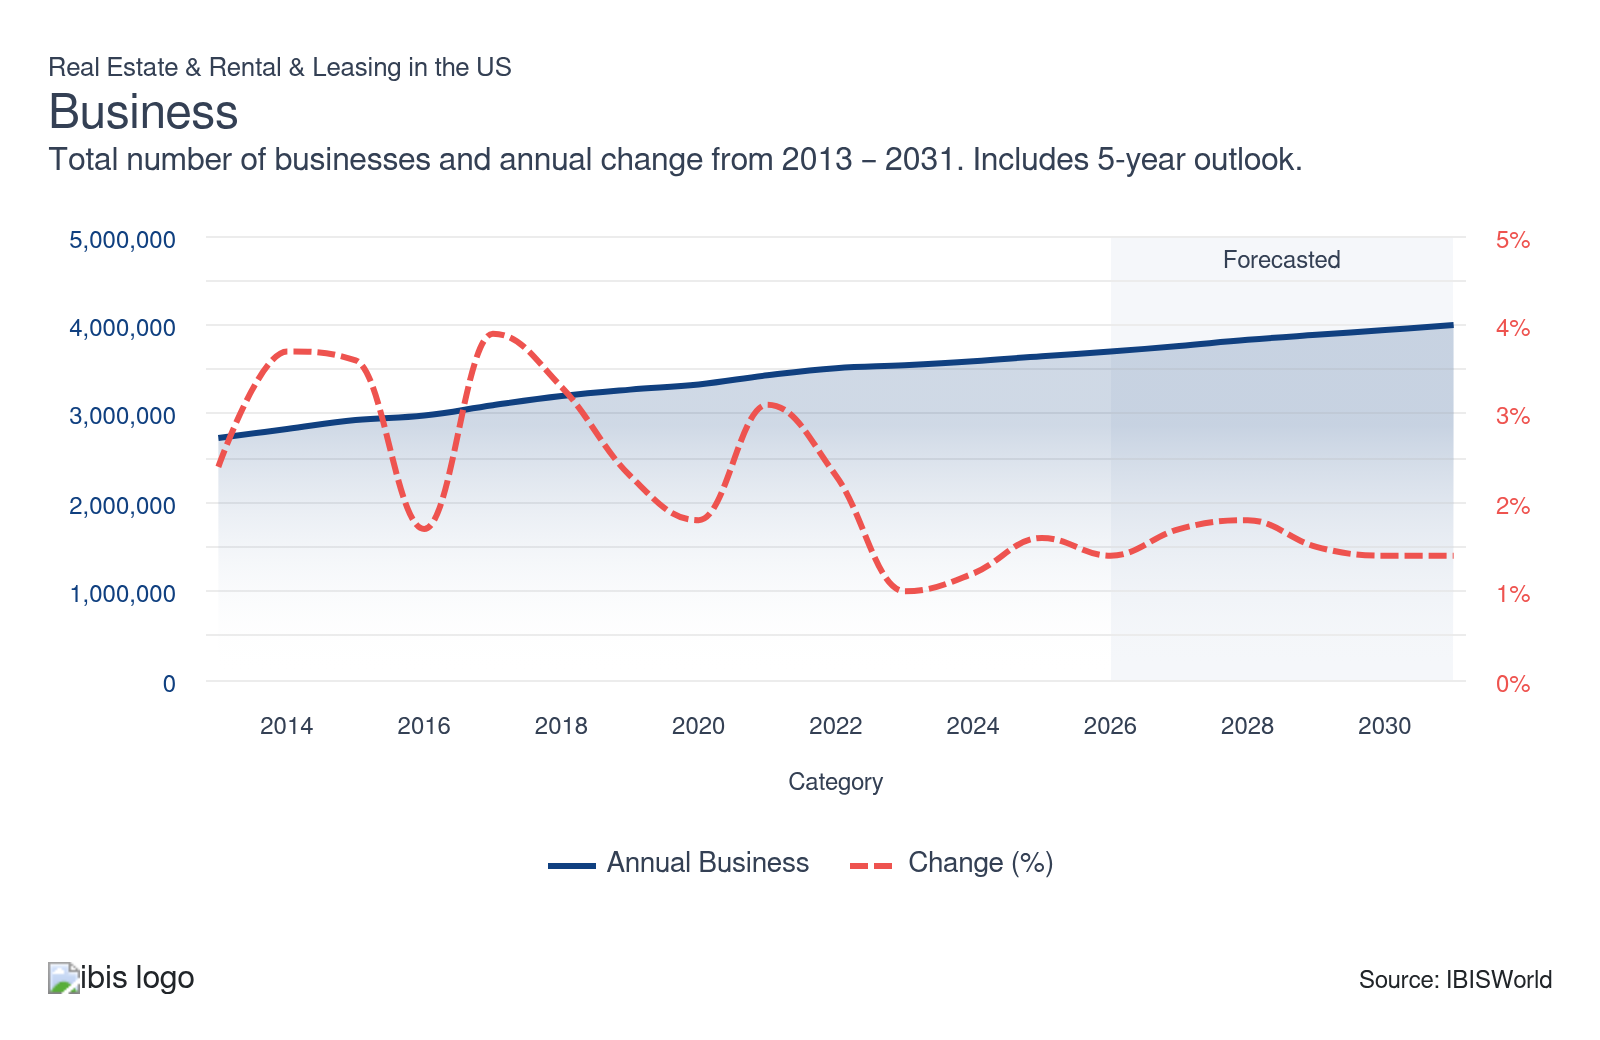 Real Estate & Rental & Leasing in the US
Business
Total number of businesses and annual change from 2013 – 2031. Includes 5-year outlook.
5,000,000
4,000,000
3,000,000
2,000,000
1,000,000
0
Forecasted
5%
4%
3%
2%
1%
0%
2014 2016 2018 2020 2022 2024 2026 2028 2030
Category
Annual Business Change (%)
ibis logo
Source: IBISWorld